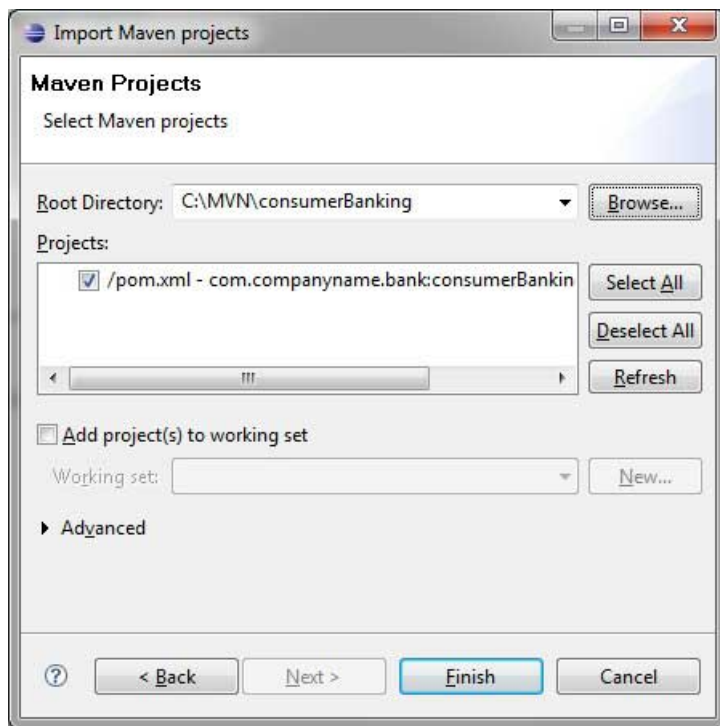 Import Maven projects
Maven Projects
Select Maven projects
Root Directory: C:\MVN\consumerBanking Browse...
Projects:
/pom.xml - com.companyname.bank:consumerBankin Select All
Deselect All
Refresh
Add project(s) to working set
Working set: New...
Advanced
? < Back Next > Finish Cancel